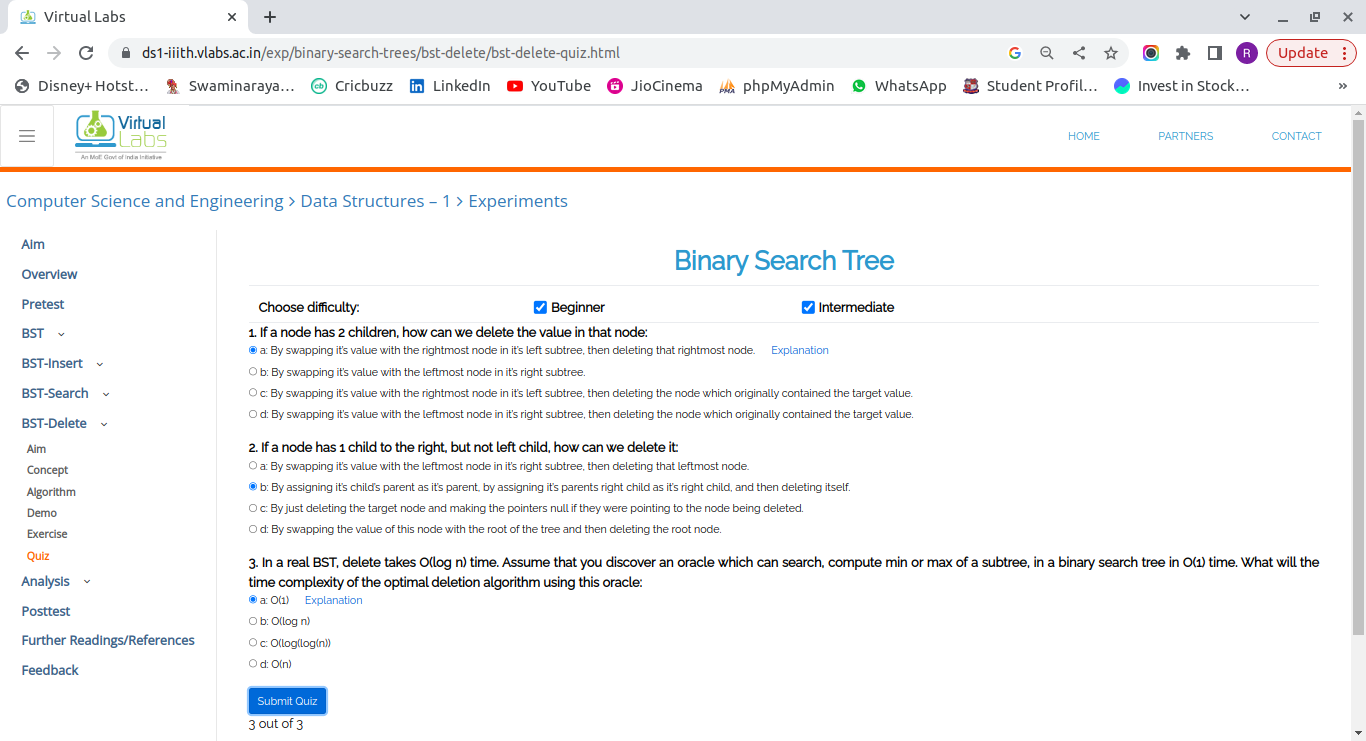 Virtual Labs
ds1-iiith.vlabs.ac.in/exp/binary-search-trees/bst-delete/bst-delete-quiz.html
R
Update
Disney+ Hotst... Swaminaraya... Cricbuzz LinkedIn YouTube JioCinema phpMyAdmin WhatsApp Student Profil... Invest in Stock... »
Virtual
Labs
An MoE Govt of India Initiative
HOME PARTNERS CONTACT
Computer Science and Engineering > Data Structures – 1 > Experiments
Aim
Overview
Pretest
BST
BST-Insert
BST-Search
BST-Delete
Aim
Concept
Algorithm
Demo
Exercise
Quiz
Analysis
Posttest
Further Readings/References
Feedback
Binary Search Tree
Choose difficulty: Beginner Intermediate
1. If a node has 2 children, how can we delete the value in that node:
a: By swapping it's value with the rightmost node in it's left subtree, then deleting that rightmost node. Explanation
b: By swapping it's value with the leftmost node in it's right subtree.
c: By swapping it's value with the rightmost node in it's left subtree, then deleting the node which originally contained the target value.
d: By swapping it's value with the leftmost node in it's right subtree, then deleting the node which originally contained the target value.
2. If a node has 1 child to the right, but not left child, how can we delete it:
a: By swapping it's value with the leftmost node in it's right subtree, then deleting that leftmost node.
b: By assigning it's child's parent as it's parent, by assigning it's parents right child as it's right child, and then deleting itself.
c: By just deleting the target node and making the pointers null if they were pointing to the node being deleted.
d: By swapping the value of this node with the root of the tree and then deleting the root node.
3. In a real BST, delete takes O(log n) time. Assume that you discover an oracle which can search, compute min or max of a subtree, in a binary search tree in O(1) time. What will the
time complexity of the optimal deletion algorithm using this oracle:
a: O(1) Explanation
b: O(log n)
c: O(log(log(n))
d: O(n)
Submit Quiz
3 out of 3